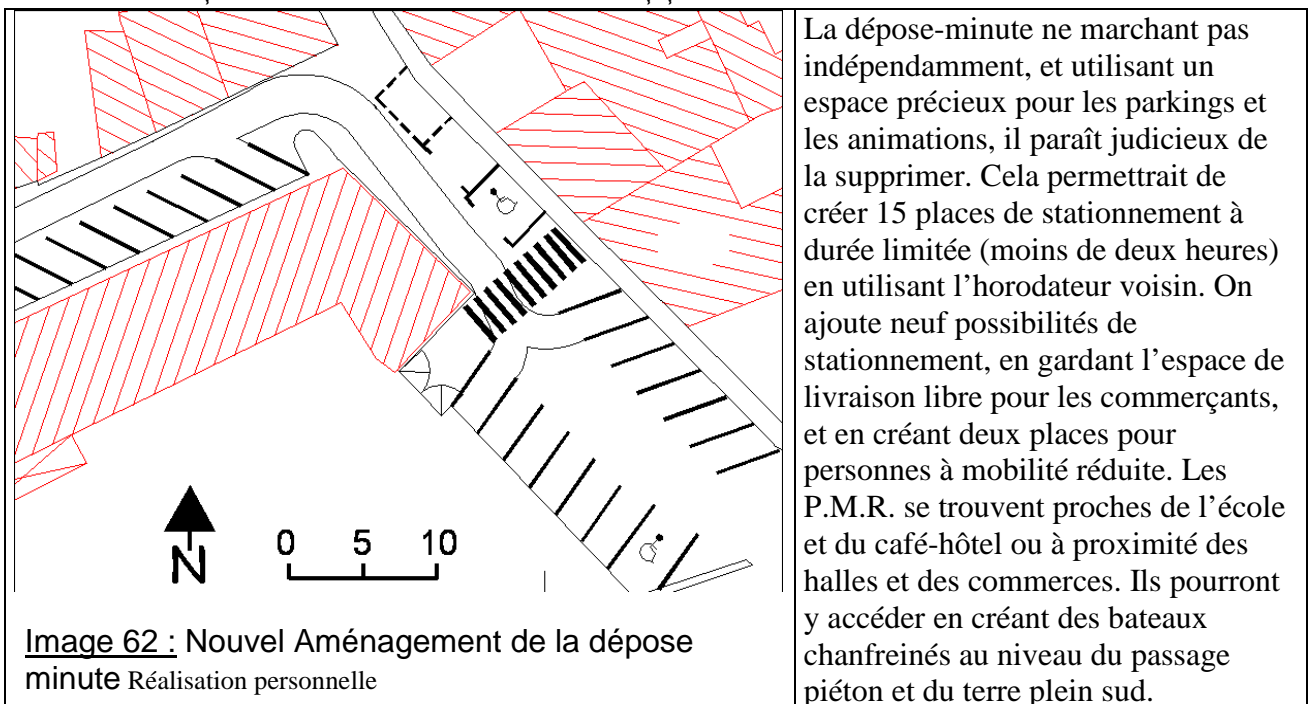 N
0 5 10
Image 62 : Nouvel Aménagement de la dépose
minute Réalisation personnelle
La dépose-minute ne marchant pas
indépendamment, et utilisant un
espace précieux pour les parkings et
les animations, il paraît judicieux de
la supprimer. Cela permettrait de
créer 15 places de stationnement à
durée limitée (moins de deux heures)
en utilisant l’horodateur voisin. On
ajoute neuf possibilités de
stationnement, en gardant l’espace de
livraison libre pour les commerçants,
et en créant deux places pour
personnes à mobilité réduite. Les
P.M.R. se trouvent proches de l’école
et du café-hôtel ou à proximité des
halles et des commerces. Ils pourront
y accéder en créant des bateaux
chanfreinés au niveau du passage
piéton et du terre plein sud.